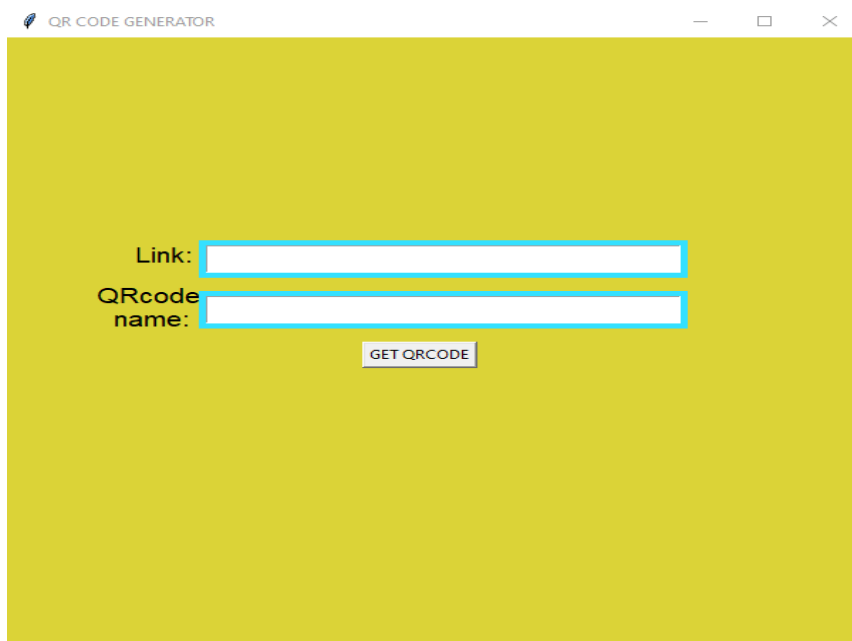 QR CODE GENERATOR
Link:
QRcode
name:
GET QRCODE